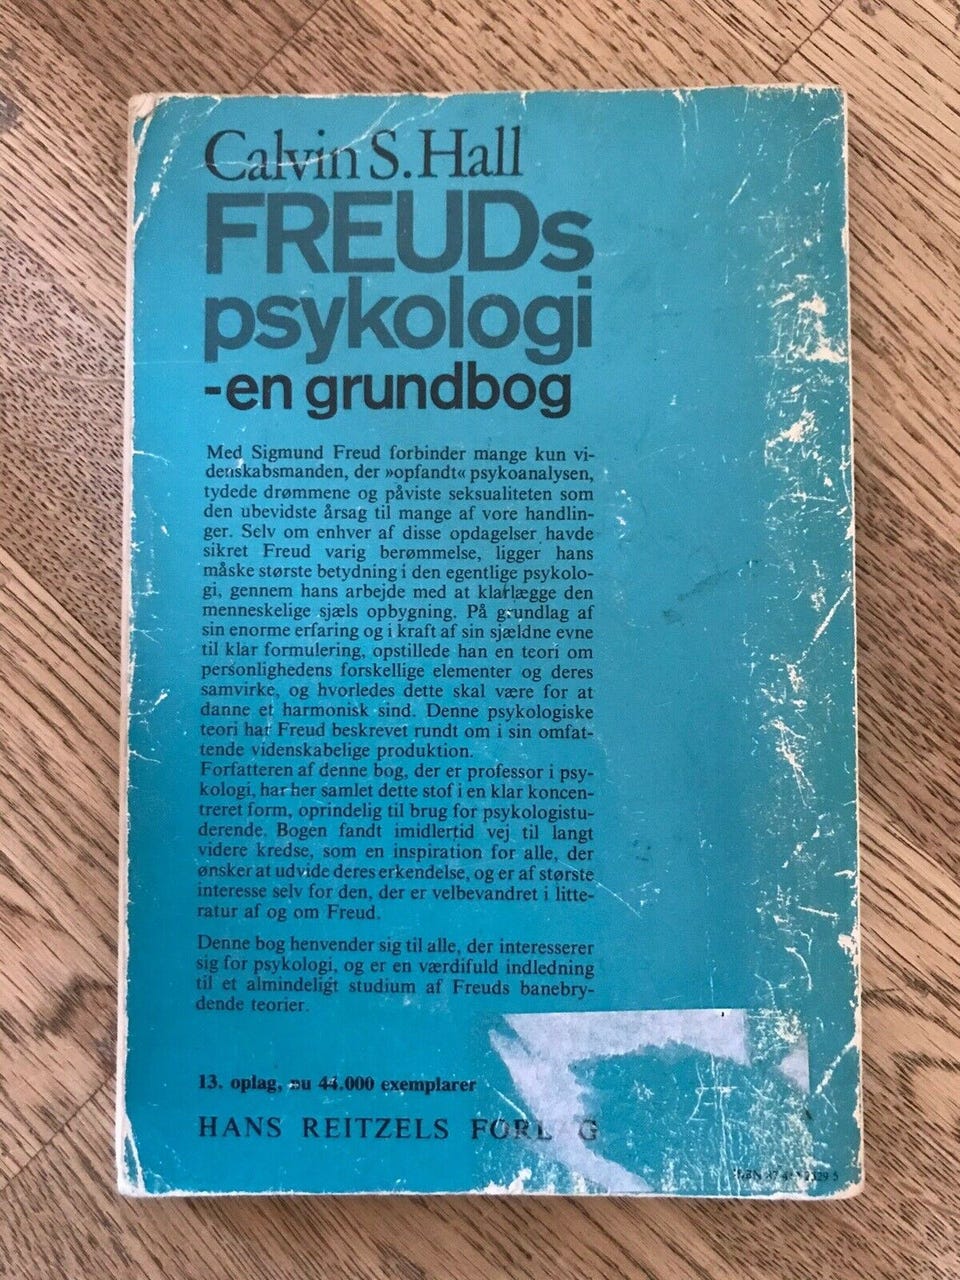 Calvin S. Hall
FREUDs
psykologi
-en grundbog
Med Sigmund Freud forbinder mange kun vi-
denskabsmanden, der »opfandt« psykoanalysen,
tydede drømmene og påviste seksualiteten som
den ubevidste årsag til mange af vore handlin-
ger. Selv om enhver af disse opdagelser havde
sikret Freud varig berømmelse, ligger hans
måske største betydning i den egentlige psykolo-
gi, gennem hans arbejde med at klarlægge den
menneskelige sjæls opbygning. På grundlag af
sin enorme erfaring og i kraft af sin sjældne evne
til klar formulering, opstillede han en teori om
personlighedens forskellige elementer og deres
samvirke, og hvorledes dette skal være for at
danne et harmonisk sind. Denne psykologiske
teori har Freud beskrevet rundt om i sin omfat-
tende videnskabelige produktion.
Forfatteren af denne bog, der er professor i psy-
kologi, har her samlet dette stof i en klar koncen-
treret form, oprindelig til brug for psykologistu-
derende. Bogen fandt imidlertid vej til langt
videre kredse, som en inspiration for alle, der
ønsker at udvide deres erkendelse, og er af største
interesse selv for den, der er velbevandret i litte-
ratur af og om Freud.
Denne bog henvender sig til alle, der interesserer
sig for psykologi, og er en værdifuld indledning
til et almindeligt studium af Freuds banebry-
dende teorier.
13. oplag, nu 44.000 exemplarer
HANS REITZELS FORLAG
ISBN 87